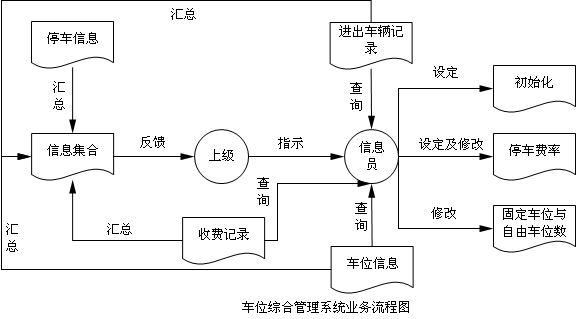 汇总
停车信息
进出车辆记
录
设定
初始化
汇
总
查
询
信息集合
反馈
上级
指示
信息
员
设定及修改
停车费率
查
询
查
询
修改
固定车位与
自由车位数
汇
总
汇总
收费记录
车位信息
车位综合管理系统业务流程图